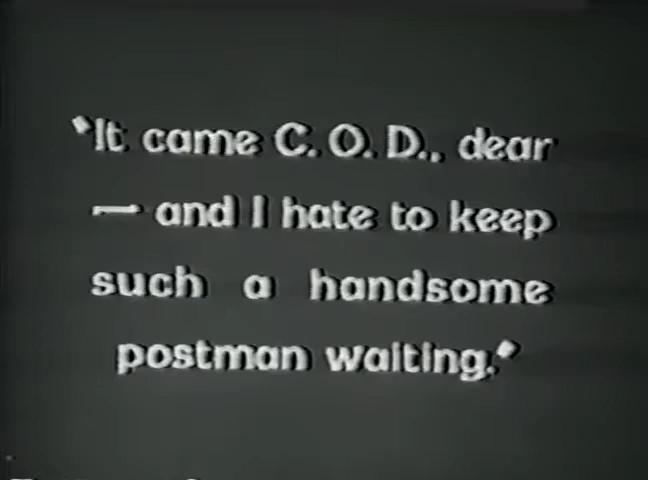 "It came C. O. D., dear
— and I hate to keep
such a handsome
postman waiting."